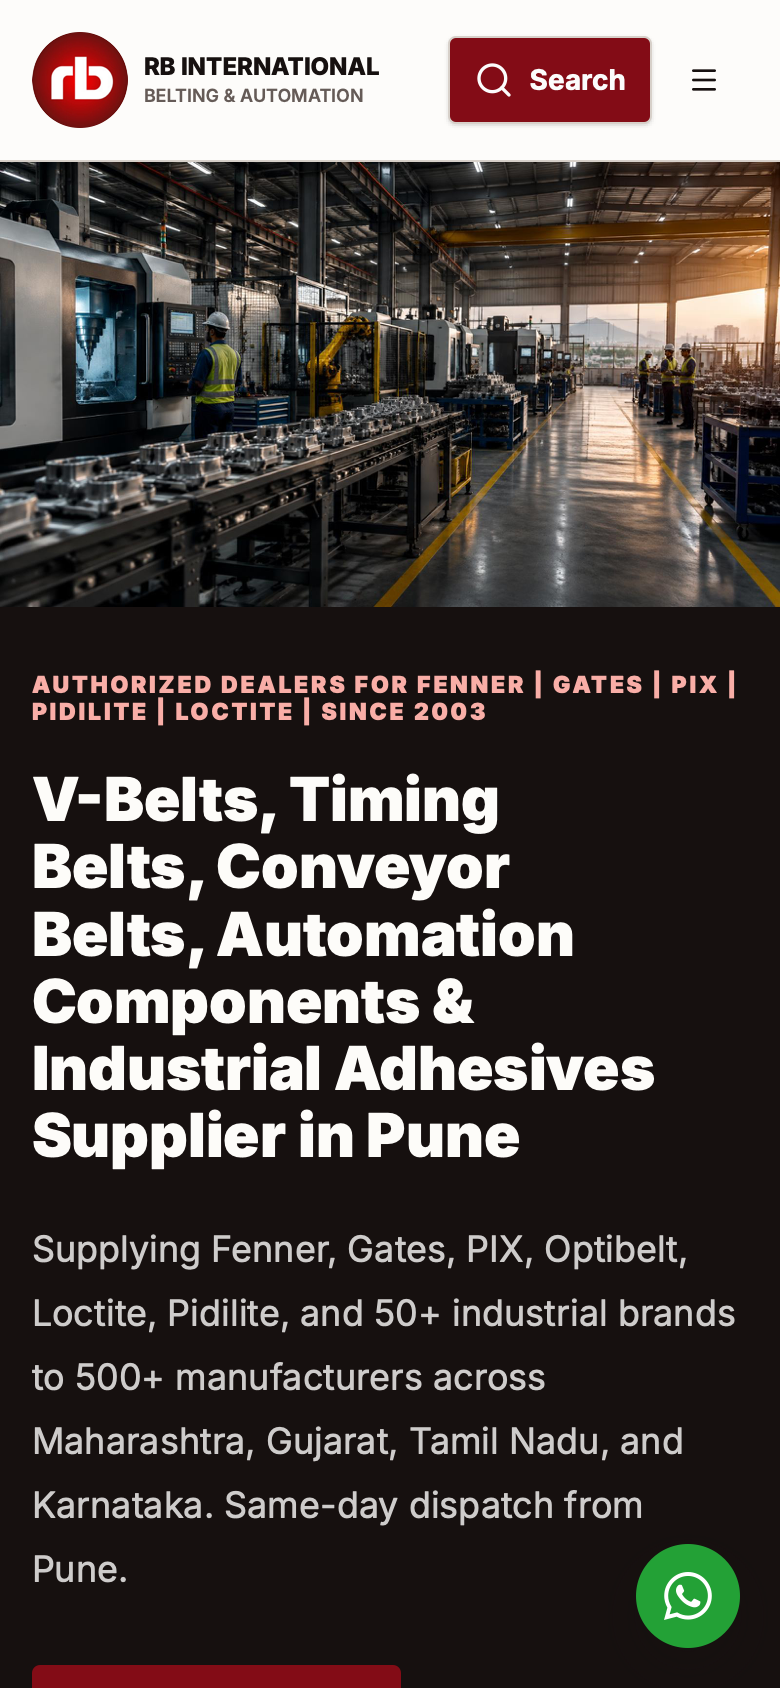 rb
RB INTERNATIONAL
BELTING & AUTOMATION
Search
AUTHORIZED DEALERS FOR FENNER | GATES | PIX |
PIDILITE | LOCTITE | SINCE 2003
V-Belts, Timing
Belts, Conveyor
Belts, Automation
Components &
Industrial Adhesives
Supplier in Pune
Supplying Fenner, Gates, PIX, Optibelt,
Loctite, Pidilite, and 50+ industrial brands
to 500+ manufacturers across
Maharashtra, Gujarat, Tamil Nadu, and
Karnataka. Same-day dispatch from
Pune.